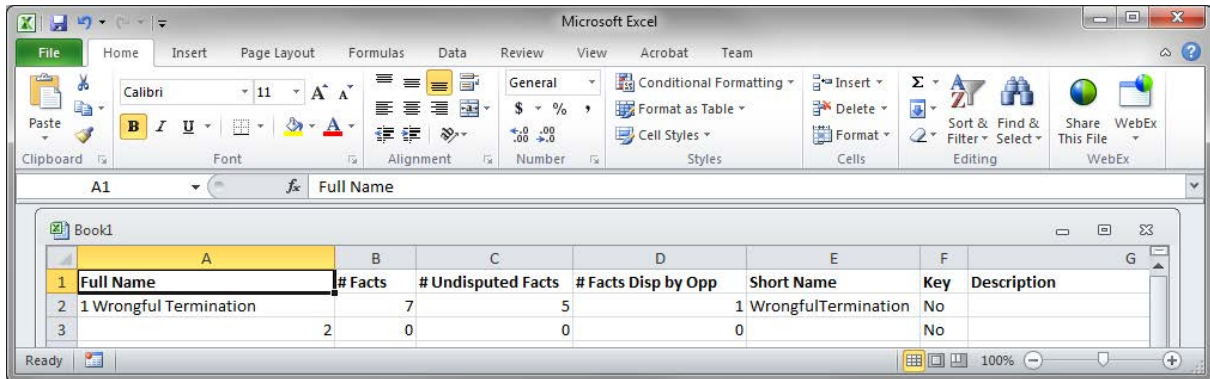 Microsoft Excel
File Home Insert Page Layout Formulas Data Review View Acrobat Team
Calibri 11 A A General Conditional Formatting Insert Σ
Paste B I U A $ % , Format as Table Delete Sort & Find & Share WebEx
.0 .00 .00 .0 Cell Styles Format Filter Select This File
Clipboard Font Alignment Number Styles Cells Editing WebEx
A1 fx Full Name
Book1
A B C D E F G
1 Full Name # Facts # Undisputed Facts # Facts Disp by Opp Short Name Key Description
2 1 Wrongful Termination 7 5 1 WrongfulTermination No
3 2 0 0 0 No
Ready 100%